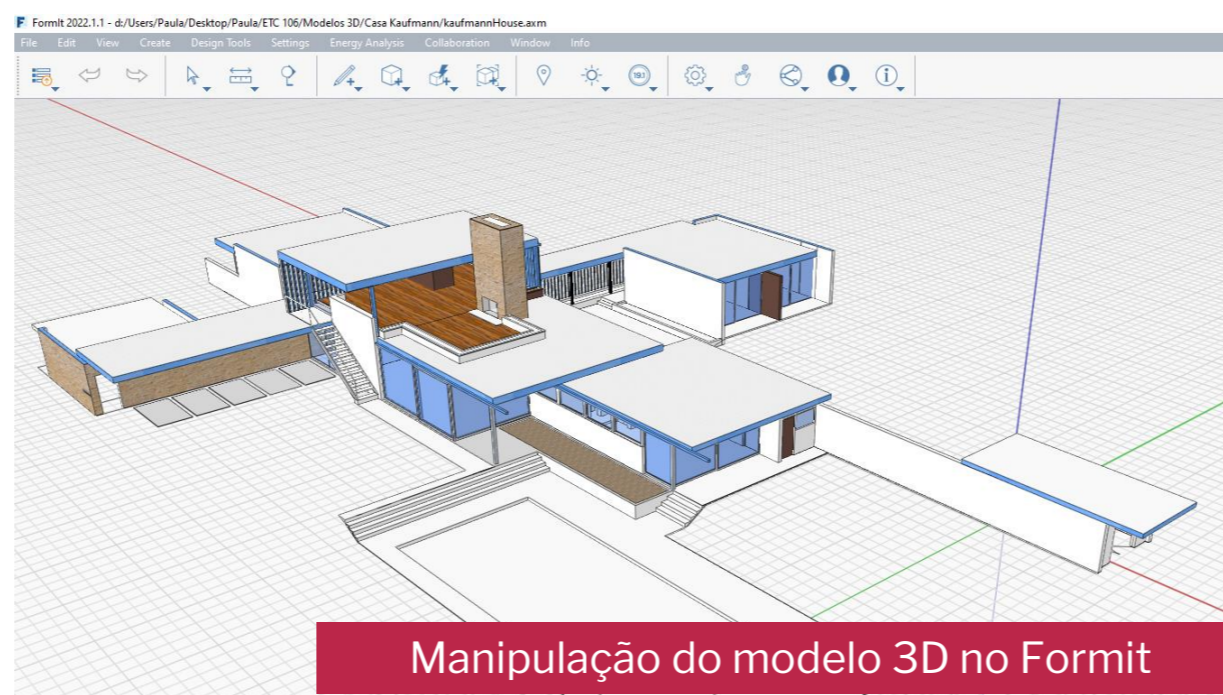 FormIt 2022.1.1 - d:/Users/Paula/Desktop/Paula/ETC 106/Modelos 3D/Casa Kaufmann/kaufmannHouse.axm
File Edit View Create Design Tools Settings Energy Analysis Collaboration Window Info
Manipulação do modelo 3D no Formit